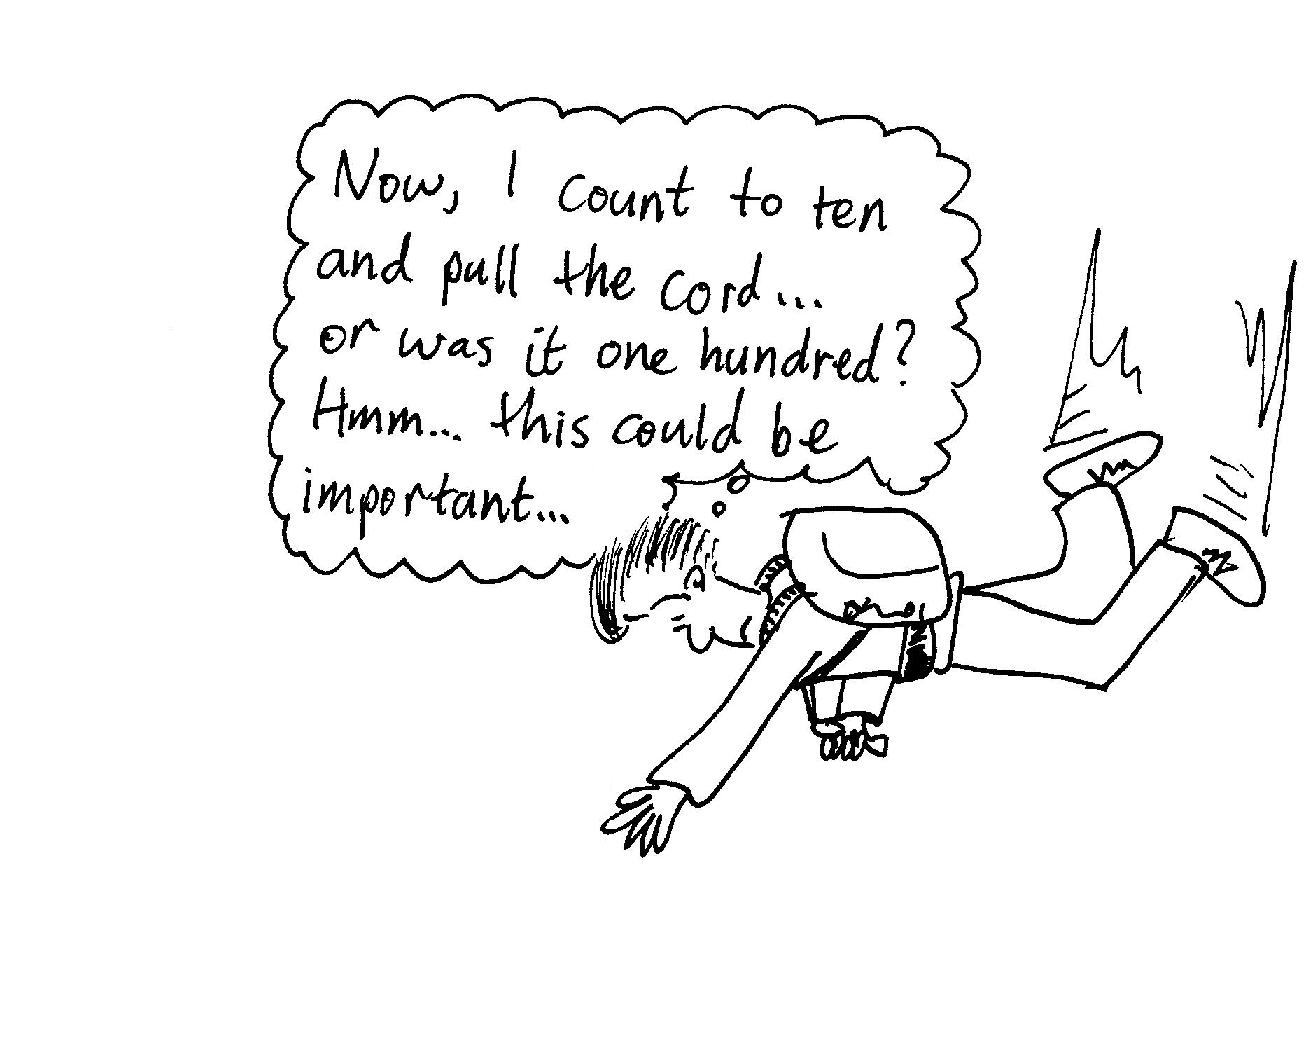 Now, I count to ten
and pull the cord...
or was it one hundred?
Hmm... this could be
important...